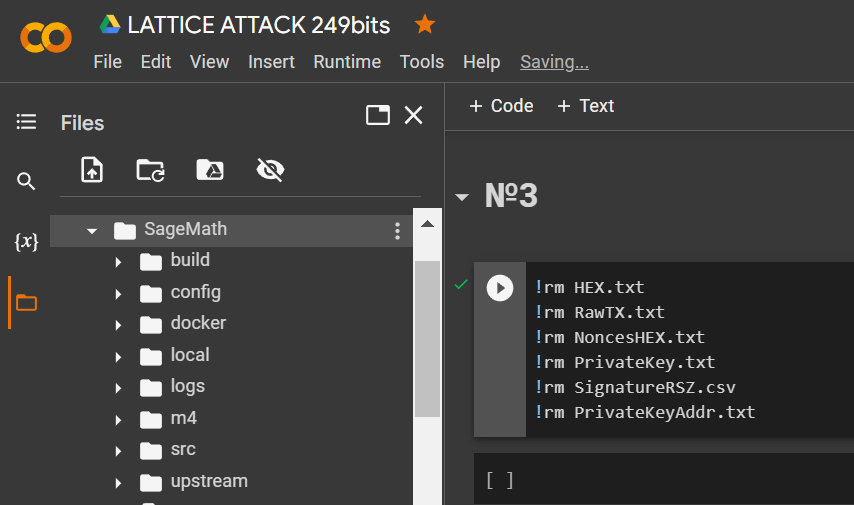 LATTICE ATTACK 249bits
File Edit View Insert Runtime Tools Help Saving...
Files
+ Code + Text
{x}
SageMath
build
config
docker
local
logs
m4
src
upstream
№3
!rm HEX.txt
!rm RawTX.txt
!rm NoncesHEX.txt
!rm PrivateKey.txt
!rm SignatureRSZ.csv
!rm PrivateKeyAddr.txt
[ ]